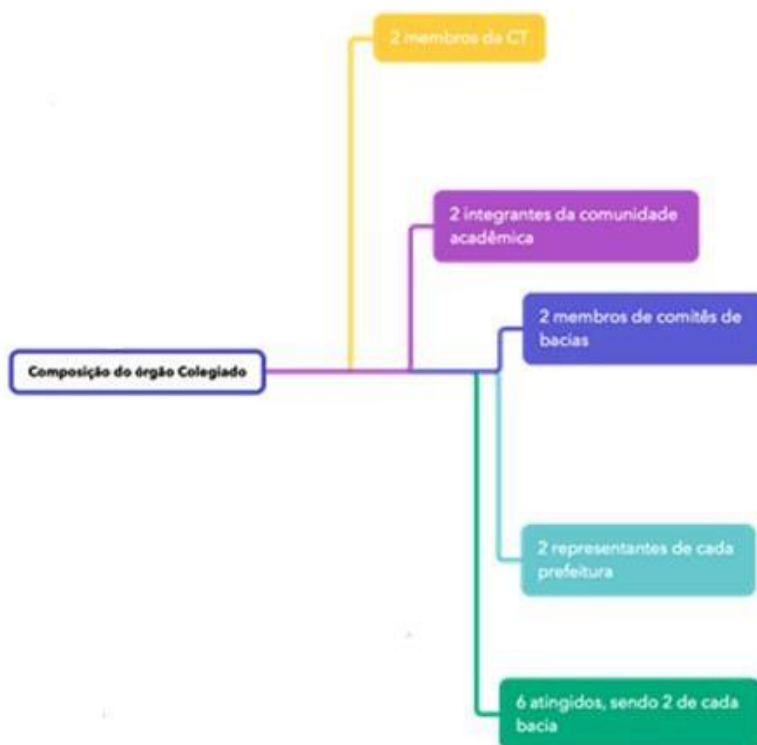 2 membros da CT
2 integrantes da comunidade
acadêmica
2 membros de comitês de
bacias
Composição do órgão Colegiado
2 representantes de cada
prefeitura
6 atingidos, sendo 2 de cada
bacia